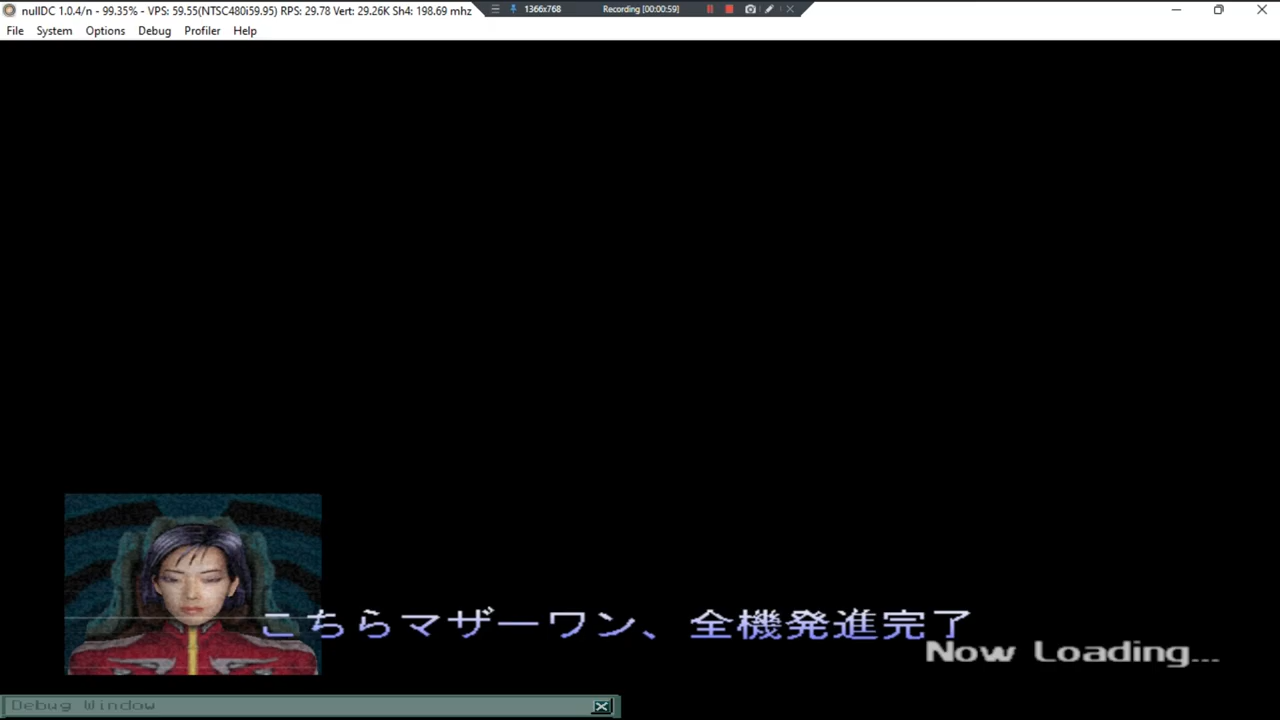 nullDC 1.0.4/n - 99.35% - VPS: 59.55(NTSC480i59.95) RPS: 29.78 Vert: 29.26K Sh4: 198.69 mhz
1366x768
Recording [00:00:59]
File System Options Debug Profiler Help
こちらマザーワン、全機発進完了
Now Loading...
Debug Window